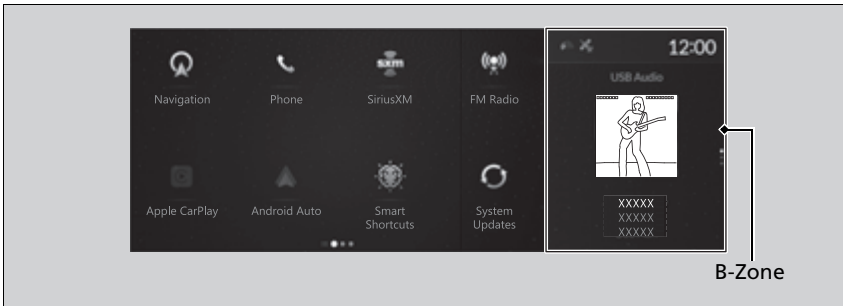 12:00
USB Audio
sxm
Navigation
Phone
SiriusXM
FM Radio
XXXXX
XXXXX
XXXXX
Apple CarPlay
Android Auto
Smart
Shortcuts
System
Updates
B-Zone